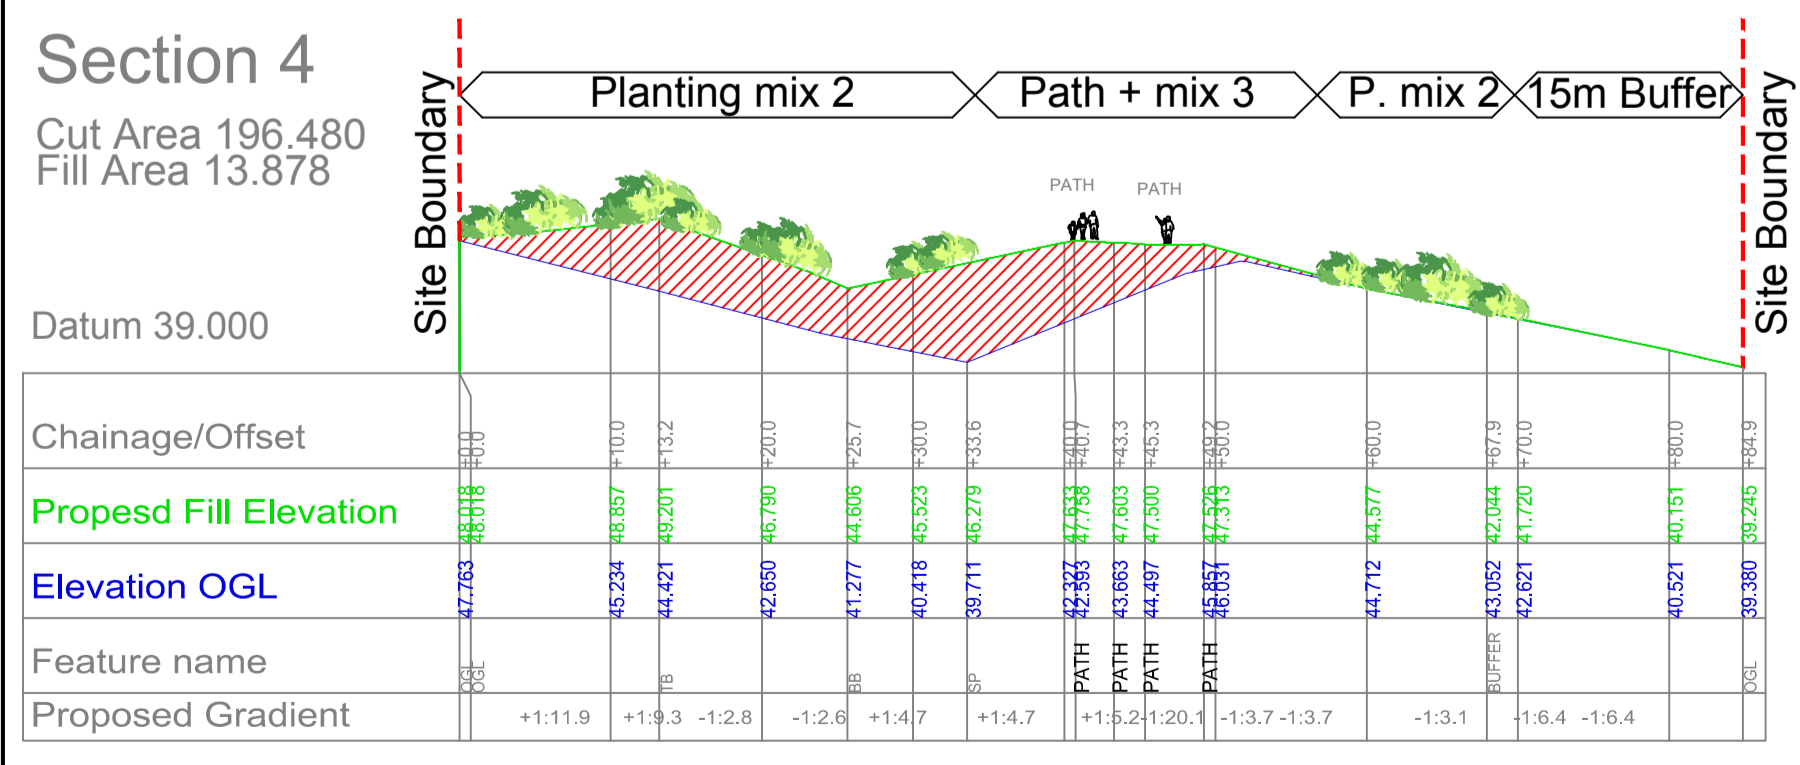 Section 4
Cut Area 196.480
Fill Area 13.878
Datum 39.000
Site Boundary
Planting mix 2
Path + mix 3
P. mix 2
15m Buffer
Site Boundary
PATH
PATH
Chainage/Offset
+0.0 +0.0 +10.0 +13.2 +20.0 +25.7 +30.0 +33.6 +40.0 +40.7 +43.3 +45.3 +49.2 +50.0 +60.0 +67.9 +70.0 +80.0 +84.9
Propesd Fill Elevation
48.018 48.018 48.857 49.201 46.790 44.606 45.523 46.279 47.633 47.758 47.603 47.500 47.526 47.313 44.577 42.044 41.720 40.151 39.245
Elevation OGL
47.763 45.234 44.421 42.650 41.277 40.418 39.711 42.327 42.593 43.663 44.497 45.857 46.031 44.712 43.052 42.621 40.521 39.380
Feature name
OGL OGL TB BB SP PATH PATH PATH PATH BUFFER OGL
Proposed Gradient
+1:11.9 +1:9.3 -1:2.8 -1:2.6 +1:4.7 +1:4.7 +1:5.2 -1:20.1 -1:3.7 -1:3.7 -1:3.1 -1:6.4 -1:6.4